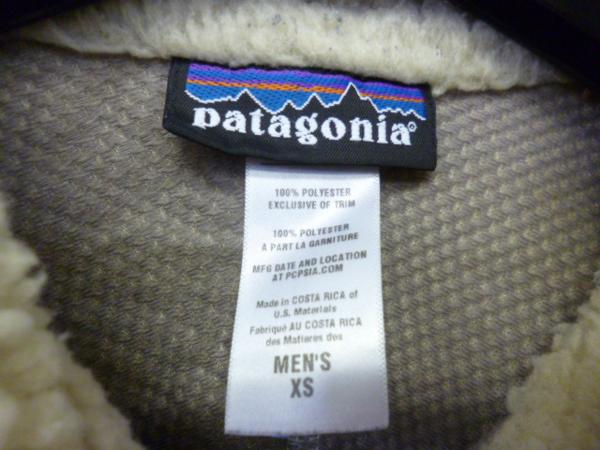 patagonia®
100% POLYESTER
EXCLUSIVE OF TRIM
100% POLYESTER
À PART LA GARNITURE
MFG DATE AND LOCATION
AT PCPSIA.COM
Made in COSTA RICA of
U.S. Materials
Fabriqué AU COSTA RICA
des Matieres des
MEN'S
XS